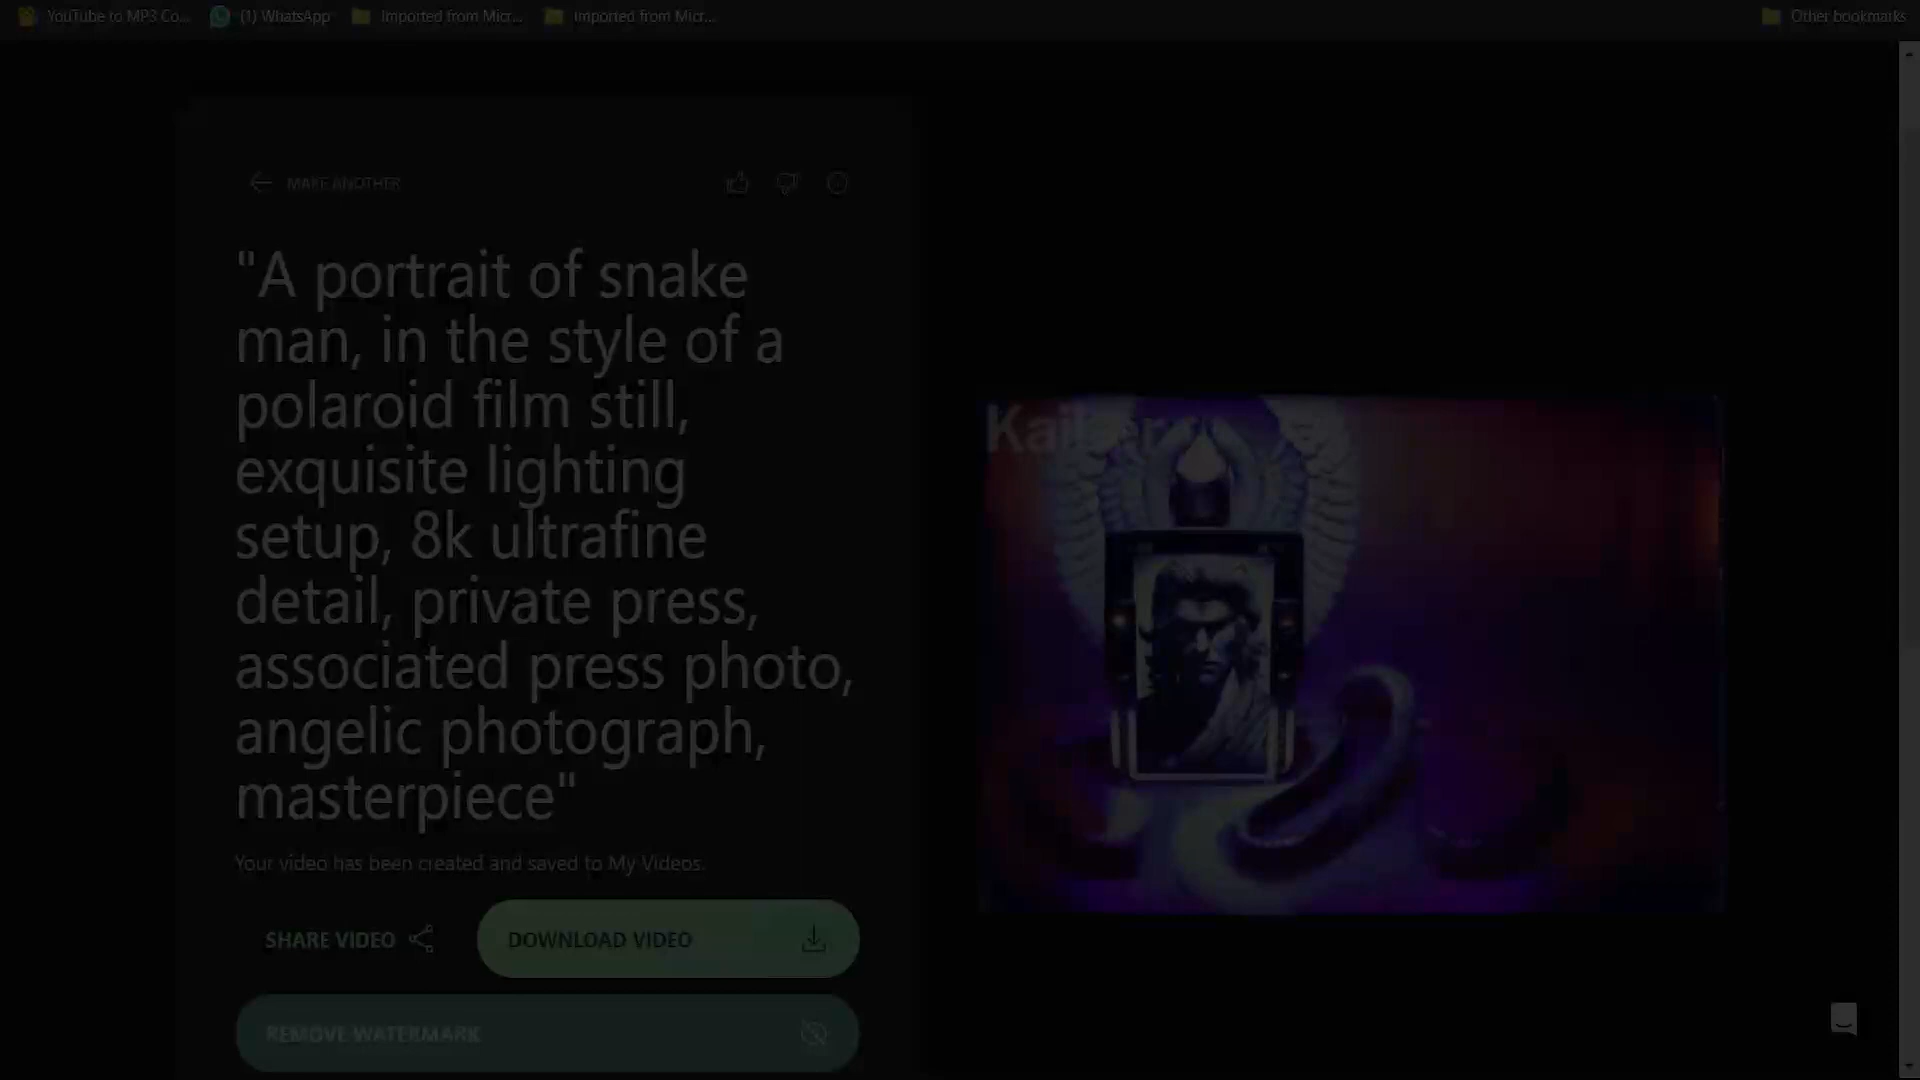 YouTube to MP3 Co...
(1) WhatsApp
Imported from Micr...
Imported from Micr...
Other bookmarks
MAKE ANOTHER
"A portrait of snake
man, in the style of a
polaroid film still,
exquisite lighting
setup, 8k ultrafine
detail, private press,
associated press photo,
angelic photograph,
masterpiece"
Your video has been created and saved to My Videos.
SHARE VIDEO
DOWNLOAD VIDEO
REMOVE WATERMARK
Kaiber